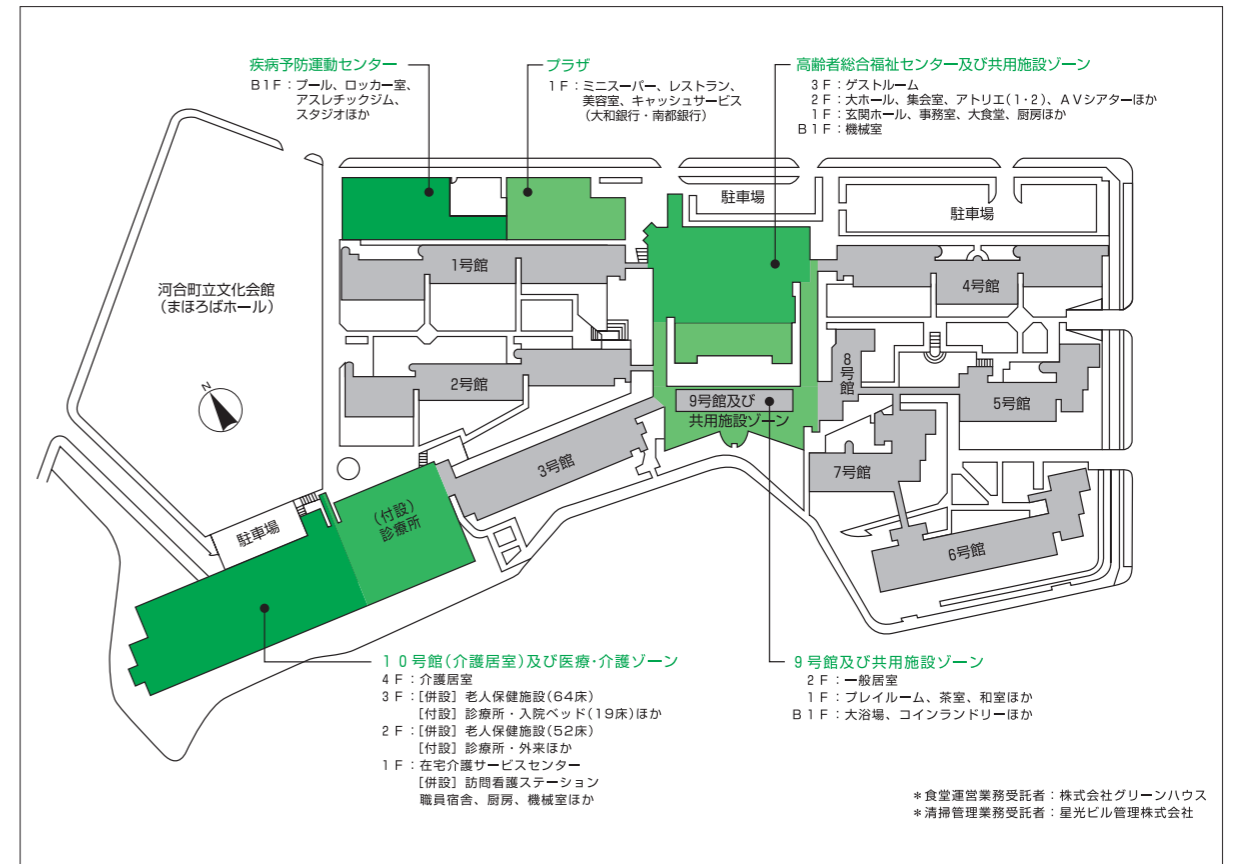 疾病予防運動センター
B1F：プール、ロッカー室、
アスレチックジム、
スタジオほか
プラザ
1F：ミニスーパー、レストラン、
美容室、キャッシュサービス
（大和銀行・南都銀行）
高齢者総合福祉センター及び共用施設ゾーン
3F：ゲストルーム
2F：大ホール、集会室、アトリエ（1・2）、AVシアターほか
1F：玄関ホール、事務室、大食堂、厨房ほか
B1F：機械室
駐車場
駐車場
1号館
4号館
河合町立文化会館
（まほろばホール）
N
2号館
8号館
5号館
9号館及び
共用施設ゾーン
3号館
7号館
6号館
（付設）
診療所
駐車場
10号館（介護居室）及び医療・介護ゾーン
4F：介護居室
3F：［併設］老人保健施設（64床）
［付設］診療所・入院ベッド（19床）ほか
2F：［併設］老人保健施設（52床）
［付設］診療所・外来ほか
1F：在宅介護サービスセンター
［併設］訪問看護ステーション
職員宿舎、厨房、機械室ほか
9号館及び共用施設ゾーン
2F：一般居室
1F：プレイルーム、茶室、和室ほか
B1F：大浴場、コインランドリーほか
＊食堂運営業務受託者：株式会社グリーンハウス
＊清掃管理業務受託者：星光ビル管理株式会社